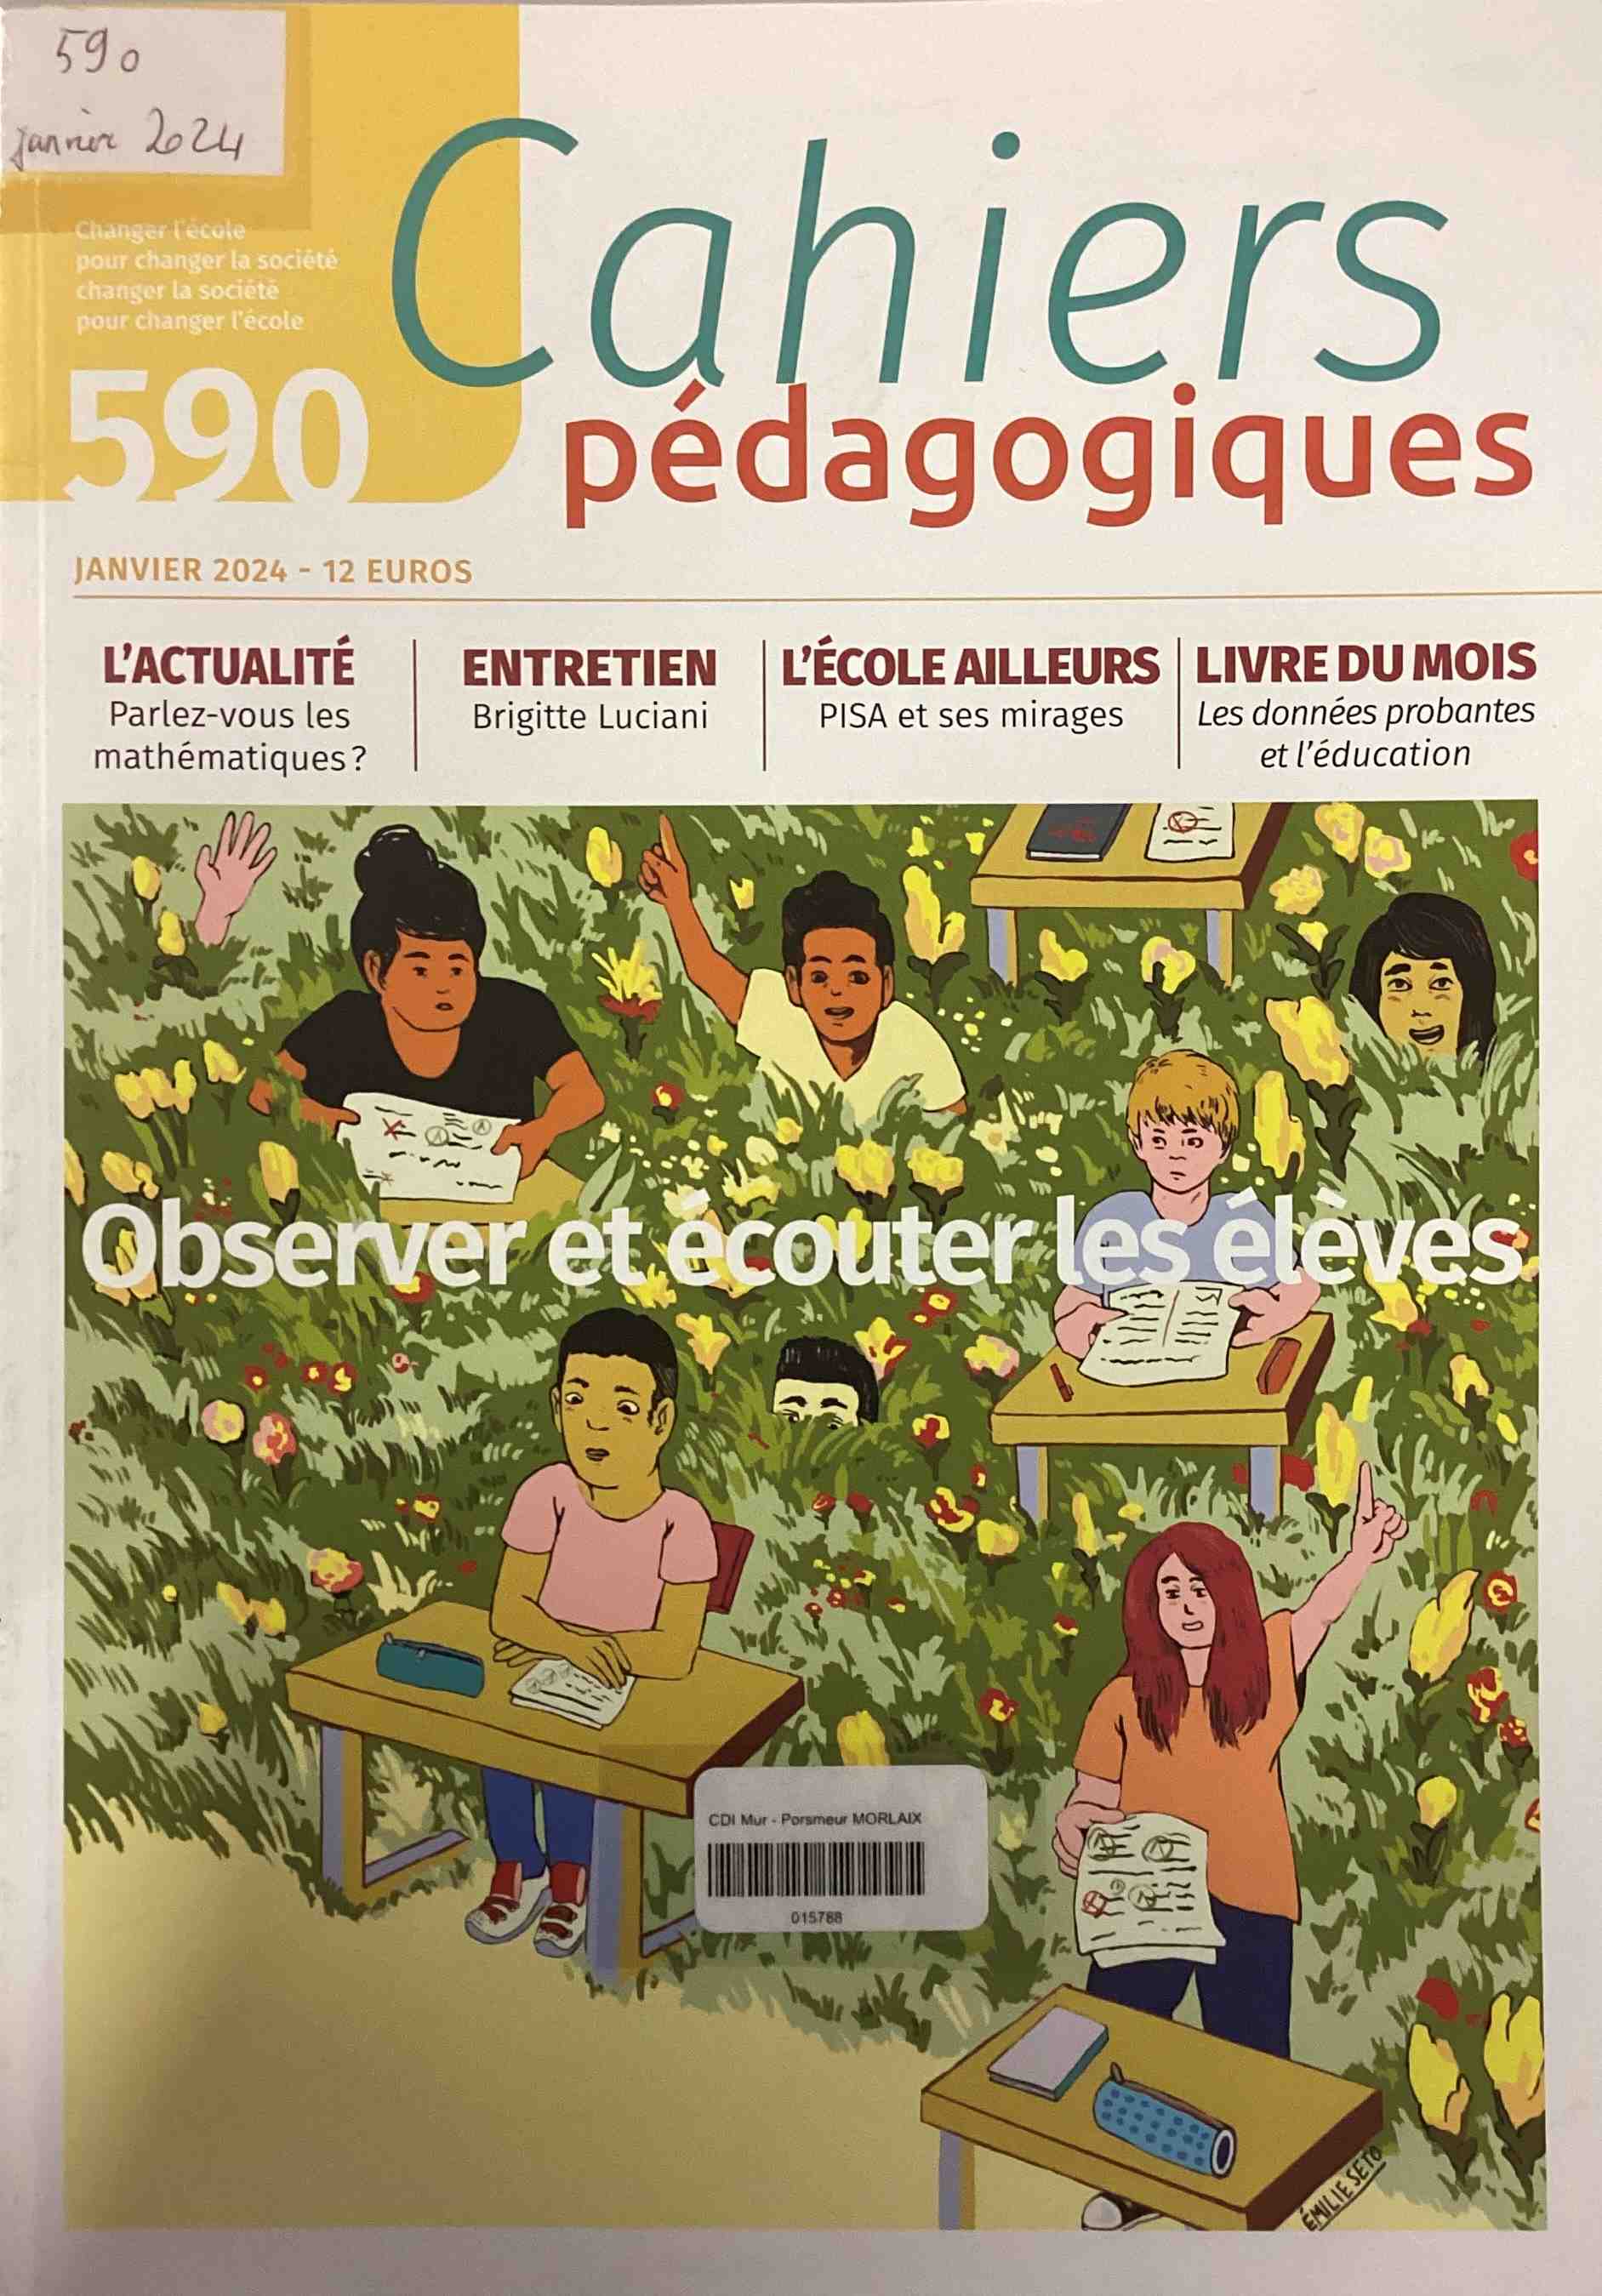 590
janvier 2024
Changer l'école
pour changer la société
changer la société
pour changer l'école
590
Cahiers
pédagogiques
JANVIER 2024 - 12 EUROS
L'ACTUALITÉ
Parlez-vous les
mathématiques ?
ENTRETIEN
Brigitte Luciani
L'ÉCOLE AILLEURS
PISA et ses mirages
LIVRE DU MOIS
Les données probantes
et l'éducation
Observer et écouter les élèves
CDI Mur - Porsmeur MORLAIX
015788
ÉMILIE SETO